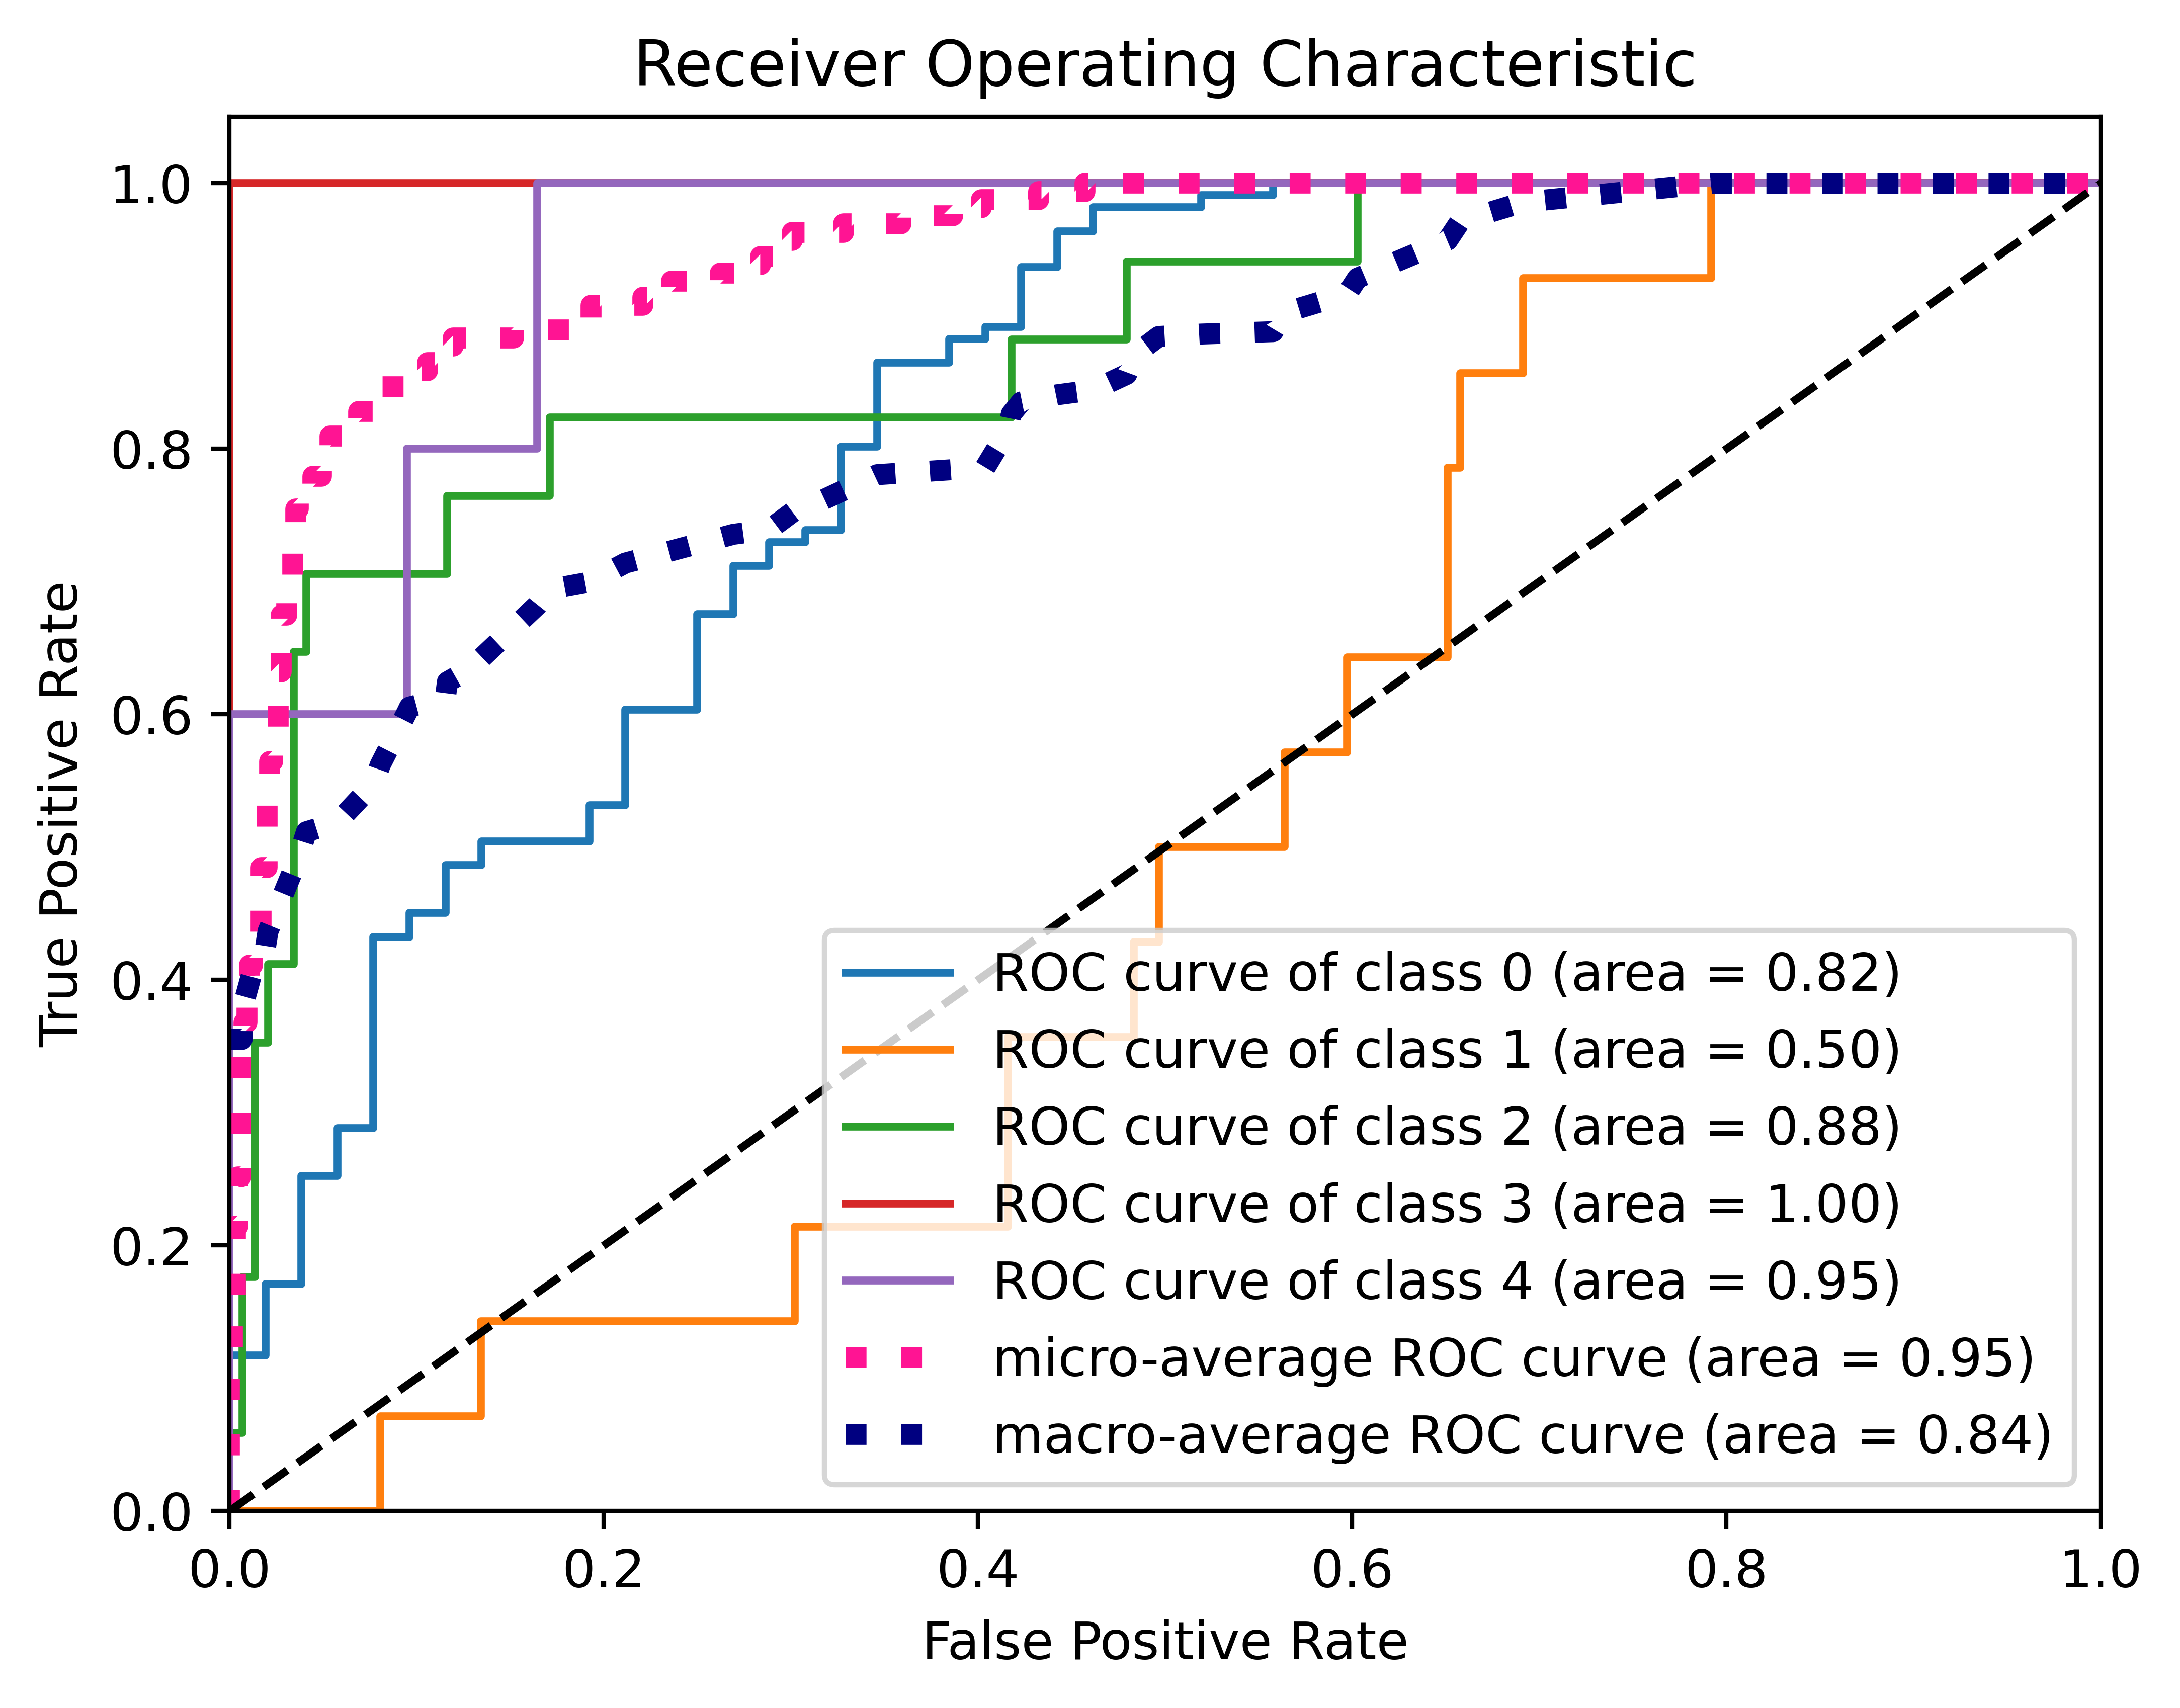 Receiver Operating Characteristic
True Positive Rate
1.0
0.8
0.6
0.4
0.2
0.0
ROC curve of class 0 (area = 0.82)
ROC curve of class 1 (area = 0.50)
ROC curve of class 2 (area = 0.88)
ROC curve of class 3 (area = 1.00)
ROC curve of class 4 (area = 0.95)
micro-average ROC curve (area = 0.95)
macro-average ROC curve (area = 0.84)
0.0 0.2 0.4 0.6 0.8 1.0
False Positive Rate